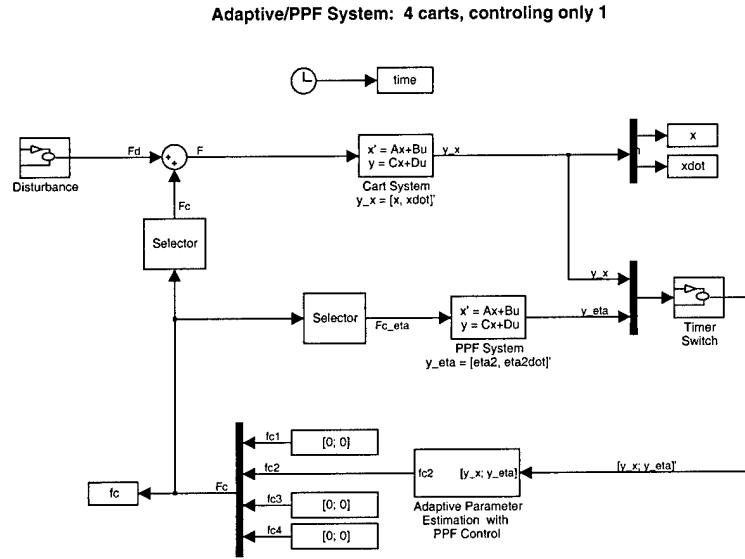 Adaptive/PPF System: 4 carts, controling only 1
time
Disturbance
Fd
F
x' = Ax+Bu
y = Cx+Du
Cart System
y_x = [x, xdot]'
y_x
x
xdot
Fc
Selector
Selector
Fc_eta
x' = Ax+Bu
y = Cx+Du
PPF System
y_eta = [eta2, eta2dot]'
y_x
y_eta
Timer
Switch
fc
Fc
fc1
[0; 0]
fc2
fc2
[y_x; y_eta]
[y_x; y_eta]'
fc3
[0; 0]
fc4
[0; 0]
Adaptive Parameter
Estimation with
PPF Control